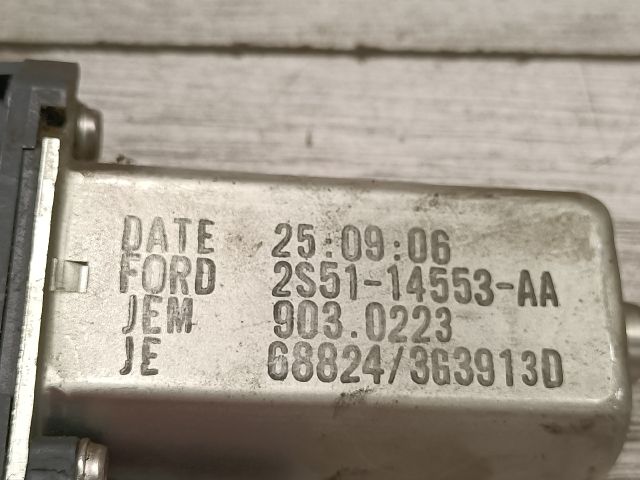 DATE 25:09:06
FORD 2S51-14553-AA
JEM 903.0223
JE 68824/3G3913D